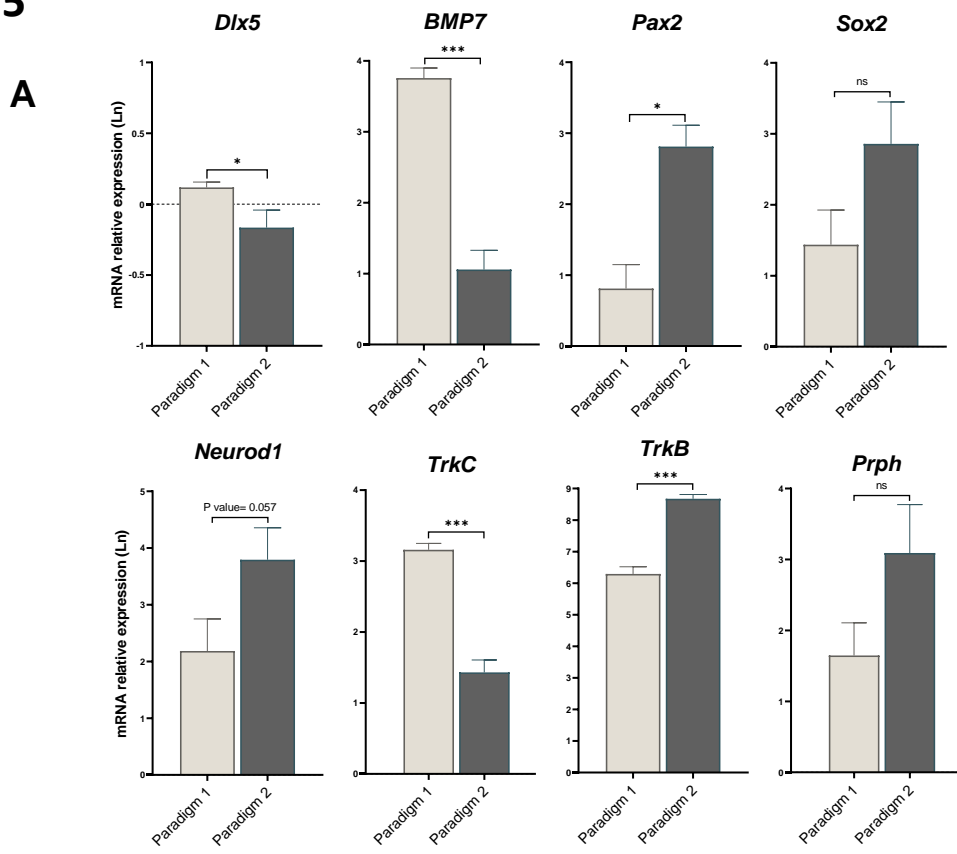 5
A
Dlx5
BMP7
Pax2
Sox2
mRNA relative expression (Ln)
1
0.5
0
-0.5
-1
*
Paradigm 1
Paradigm 2
4
3
2
1
0
***
Paradigm 1
Paradigm 2
4
3
2
1
0
*
Paradigm 1
Paradigm 2
4
3
2
1
0
ns
Paradigm 1
Paradigm 2
Neurod1
TrkC
TrkB
Prph
mRNA relative expression (Ln)
5
4
3
2
1
0
P value= 0.057
Paradigm 1
Paradigm 2
4
3
2
1
0
***
Paradigm 1
Paradigm 2
9
8
7
6
5
4
3
2
1
0
***
Paradigm 1
Paradigm 2
4
3
2
1
0
ns
Paradigm 1
Paradigm 2